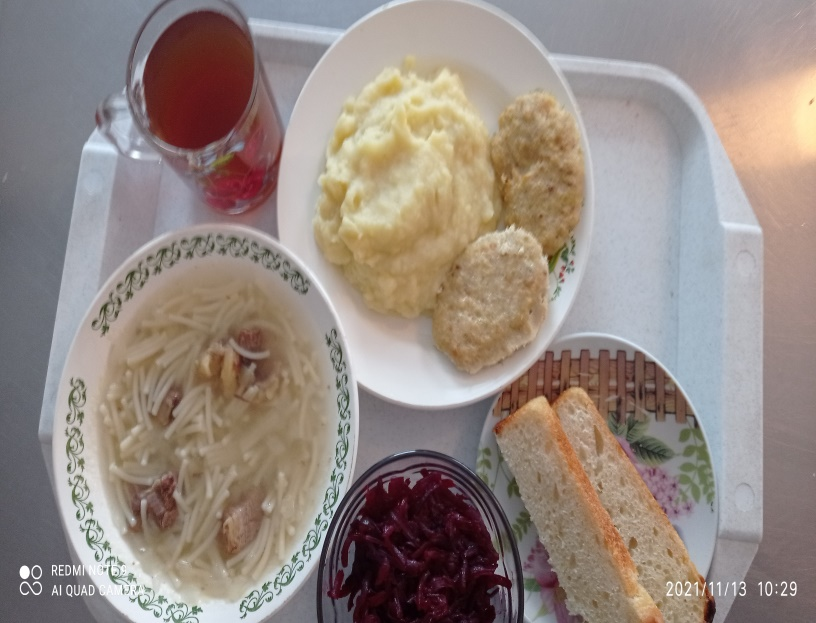 REDMI NOTE 8
AI QUAD CAMERA
2021/11/13 10:29